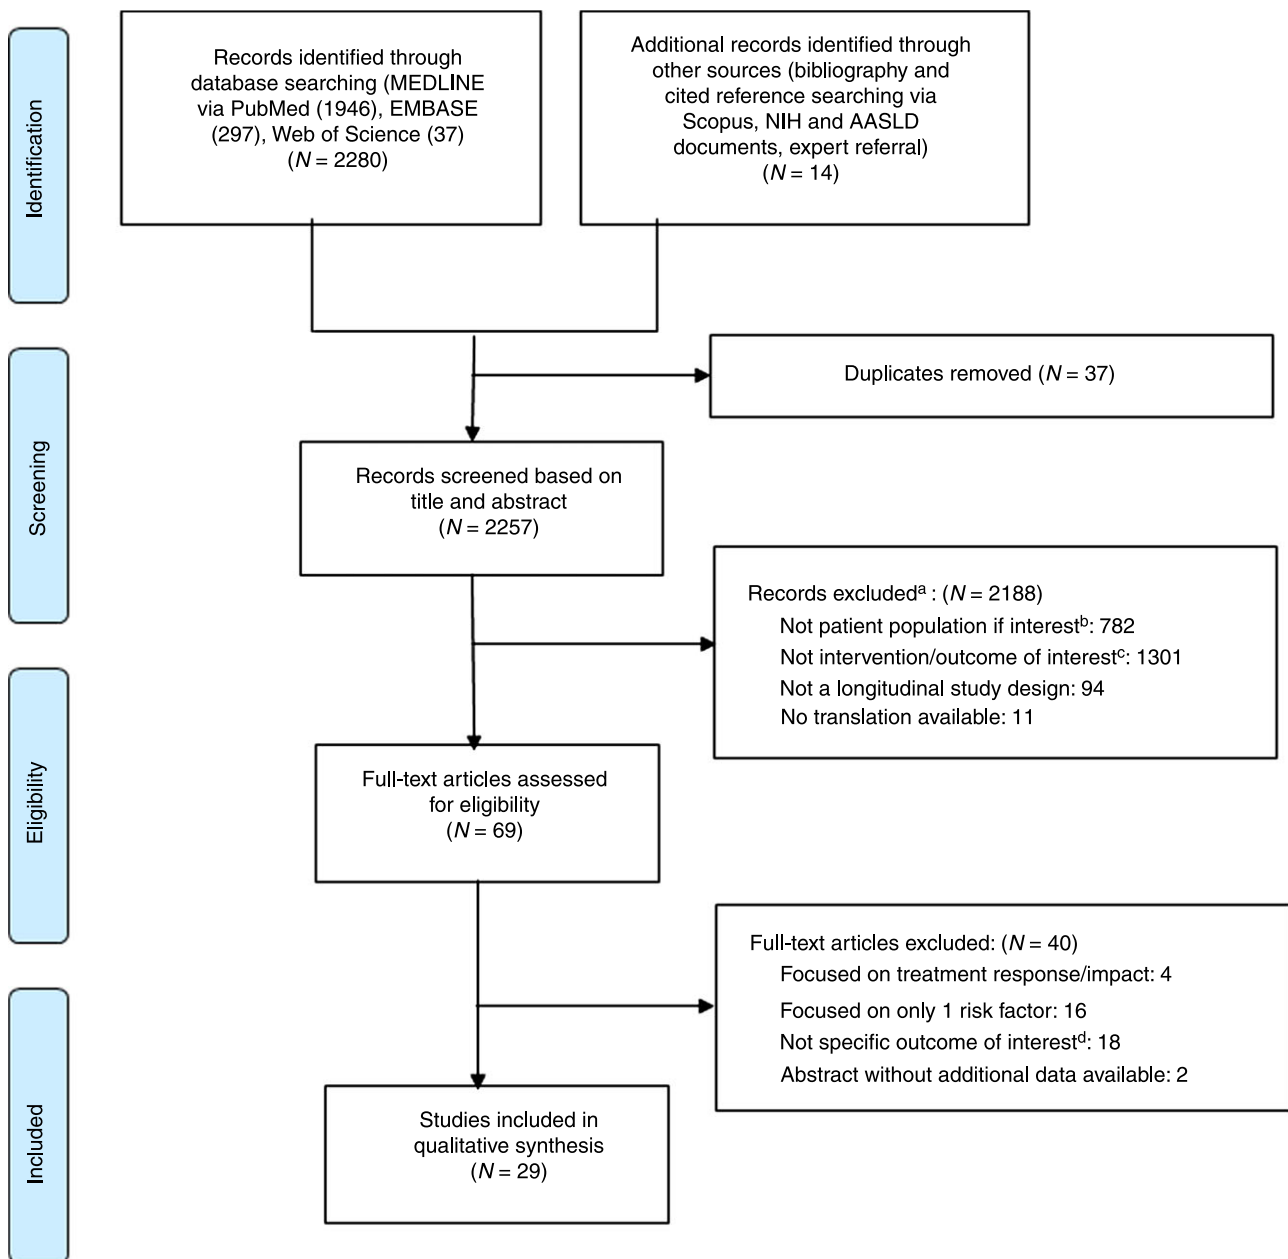 Identification
Records identified through
database searching (MEDLINE
via PubMed (1946), EMBASE
(297), Web of Science (37)
(N = 2280)
Additional records identified through
other sources (bibliography and
cited reference searching via
Scopus, NIH and AASLD
documents, expert referral)
(N = 14)
Duplicates removed (N = 37)
Screening
Records screened based on
title and abstract
(N = 2257)
Records excludedᵃ : (N = 2188)
Not patient population if interestᵇ: 782
Not intervention/outcome of interestᶜ: 1301
Not a longitudinal study design: 94
No translation available: 11
Eligibility
Full-text articles assessed
for eligibility
(N = 69)
Full-text articles excluded: (N = 40)
Focused on treatment response/impact: 4
Focused on only 1 risk factor: 16
Not specific outcome of interestᵈ: 18
Abstract without additional data available: 2
Included
Studies included in
qualitative synthesis
(N = 29)